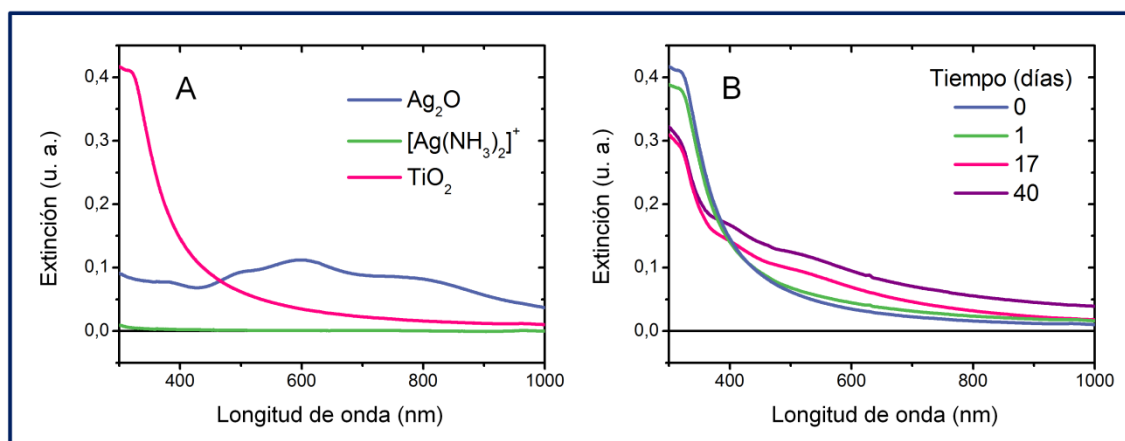 A
Ag₂O
[Ag(NH₃)₂]⁺
TiO₂
0,4
0,3
0,2
0,1
0,0
Extinción (u. a.)
400
600
800
1000
Longitud de onda (nm)
B
Tiempo (días)
0
1
17
40
0,4
0,3
0,2
0,1
0,0
Extinción (u. a.)
400
600
800
1000
Longitud de onda (nm)